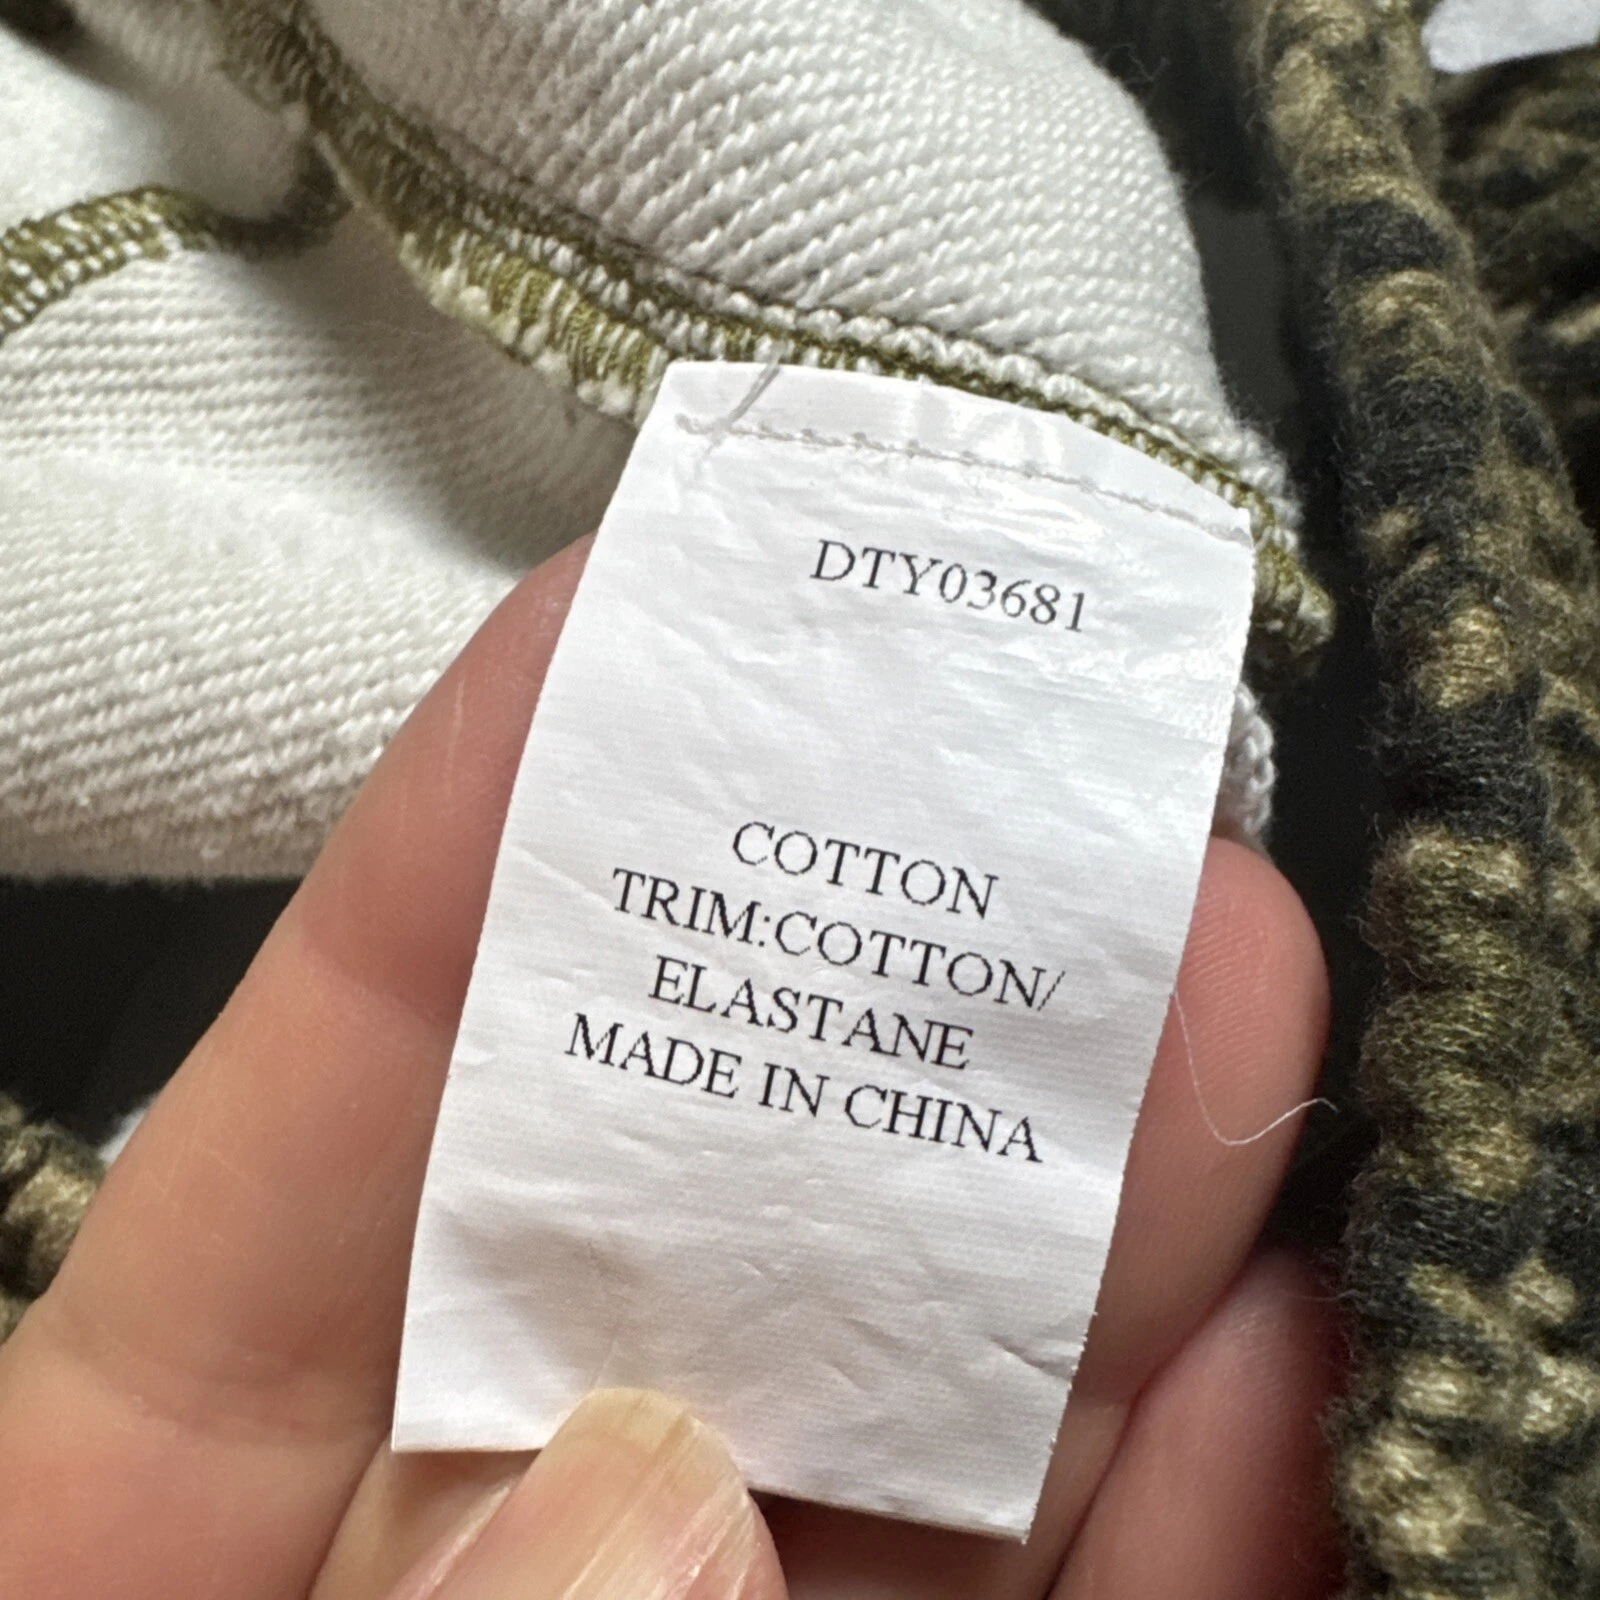 DTY03681
COTTON
TRIM:COTTON/
ELASTANE
MADE IN CHINA